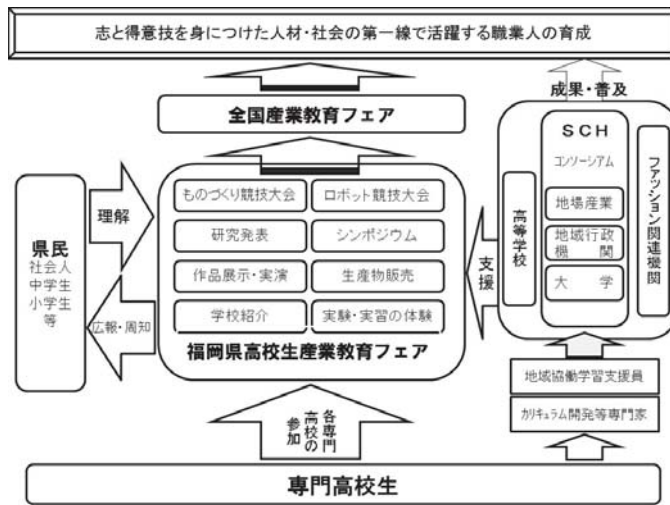 志と得意技を身につけた人材・社会の第一線で活躍する職業人の育成
全国産業教育フェア
成果・普及
SCH
コンソーシアム
地場産業
地域行政
機関
大学
高等学校
ファッション関連機関
支援
県民
社会人
中学生
小学生
等
理解
広報・周知
ものづくり競技大会
ロボット競技大会
研究発表
シンポジウム
作品展示・実演
生産物販売
学校紹介
実験・実習の体験
福岡県高校生産業教育フェア
地域協働学習支援員
カリキュラム開発等専門家
各専門
高校の
参加
専門高校生